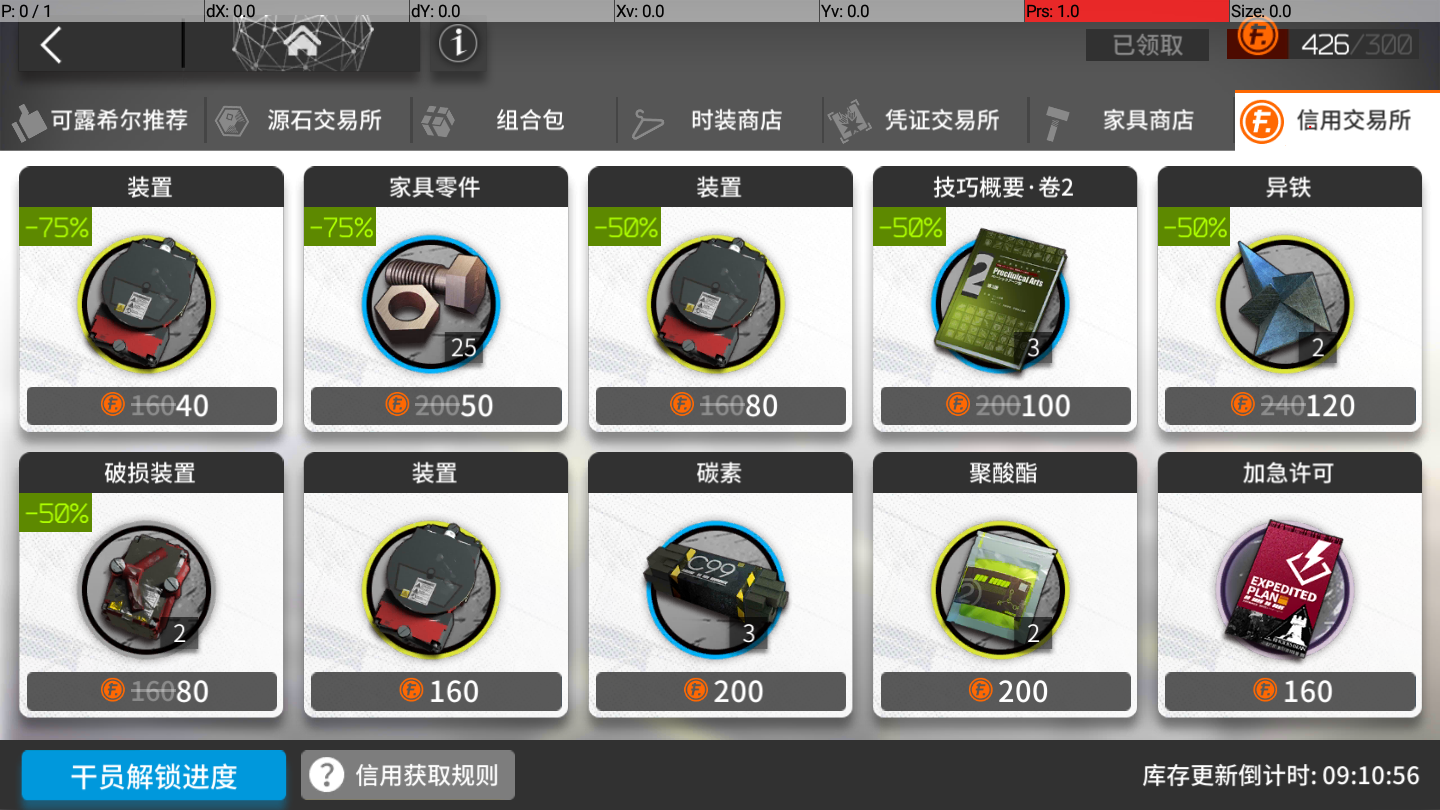 P: 0 / 1 dX: 0.0 dY: 0.0 Xv: 0.0 Yv: 0.0 Prs: 1.0 Size: 0.0
已领取 426/300
可露希尔推荐 源石交易所 组合包 时装商店 凭证交易所 家具商店 信用交易所
装置 家具零件 装置 技巧概要·卷2 异铁
-75% -75% -50% -50% -50%
2 Proclinical Arts
25 3 2
16040 20050 16080 200100 240120
破损装置 装置 碳素 聚酸酯 加急许可
-50%
C99
EXPEDITED
PLAN
2 3 2
16080 160 200 200 160
干员解锁进度 ? 信用获取规则 库存更新倒计时: 09:10:56